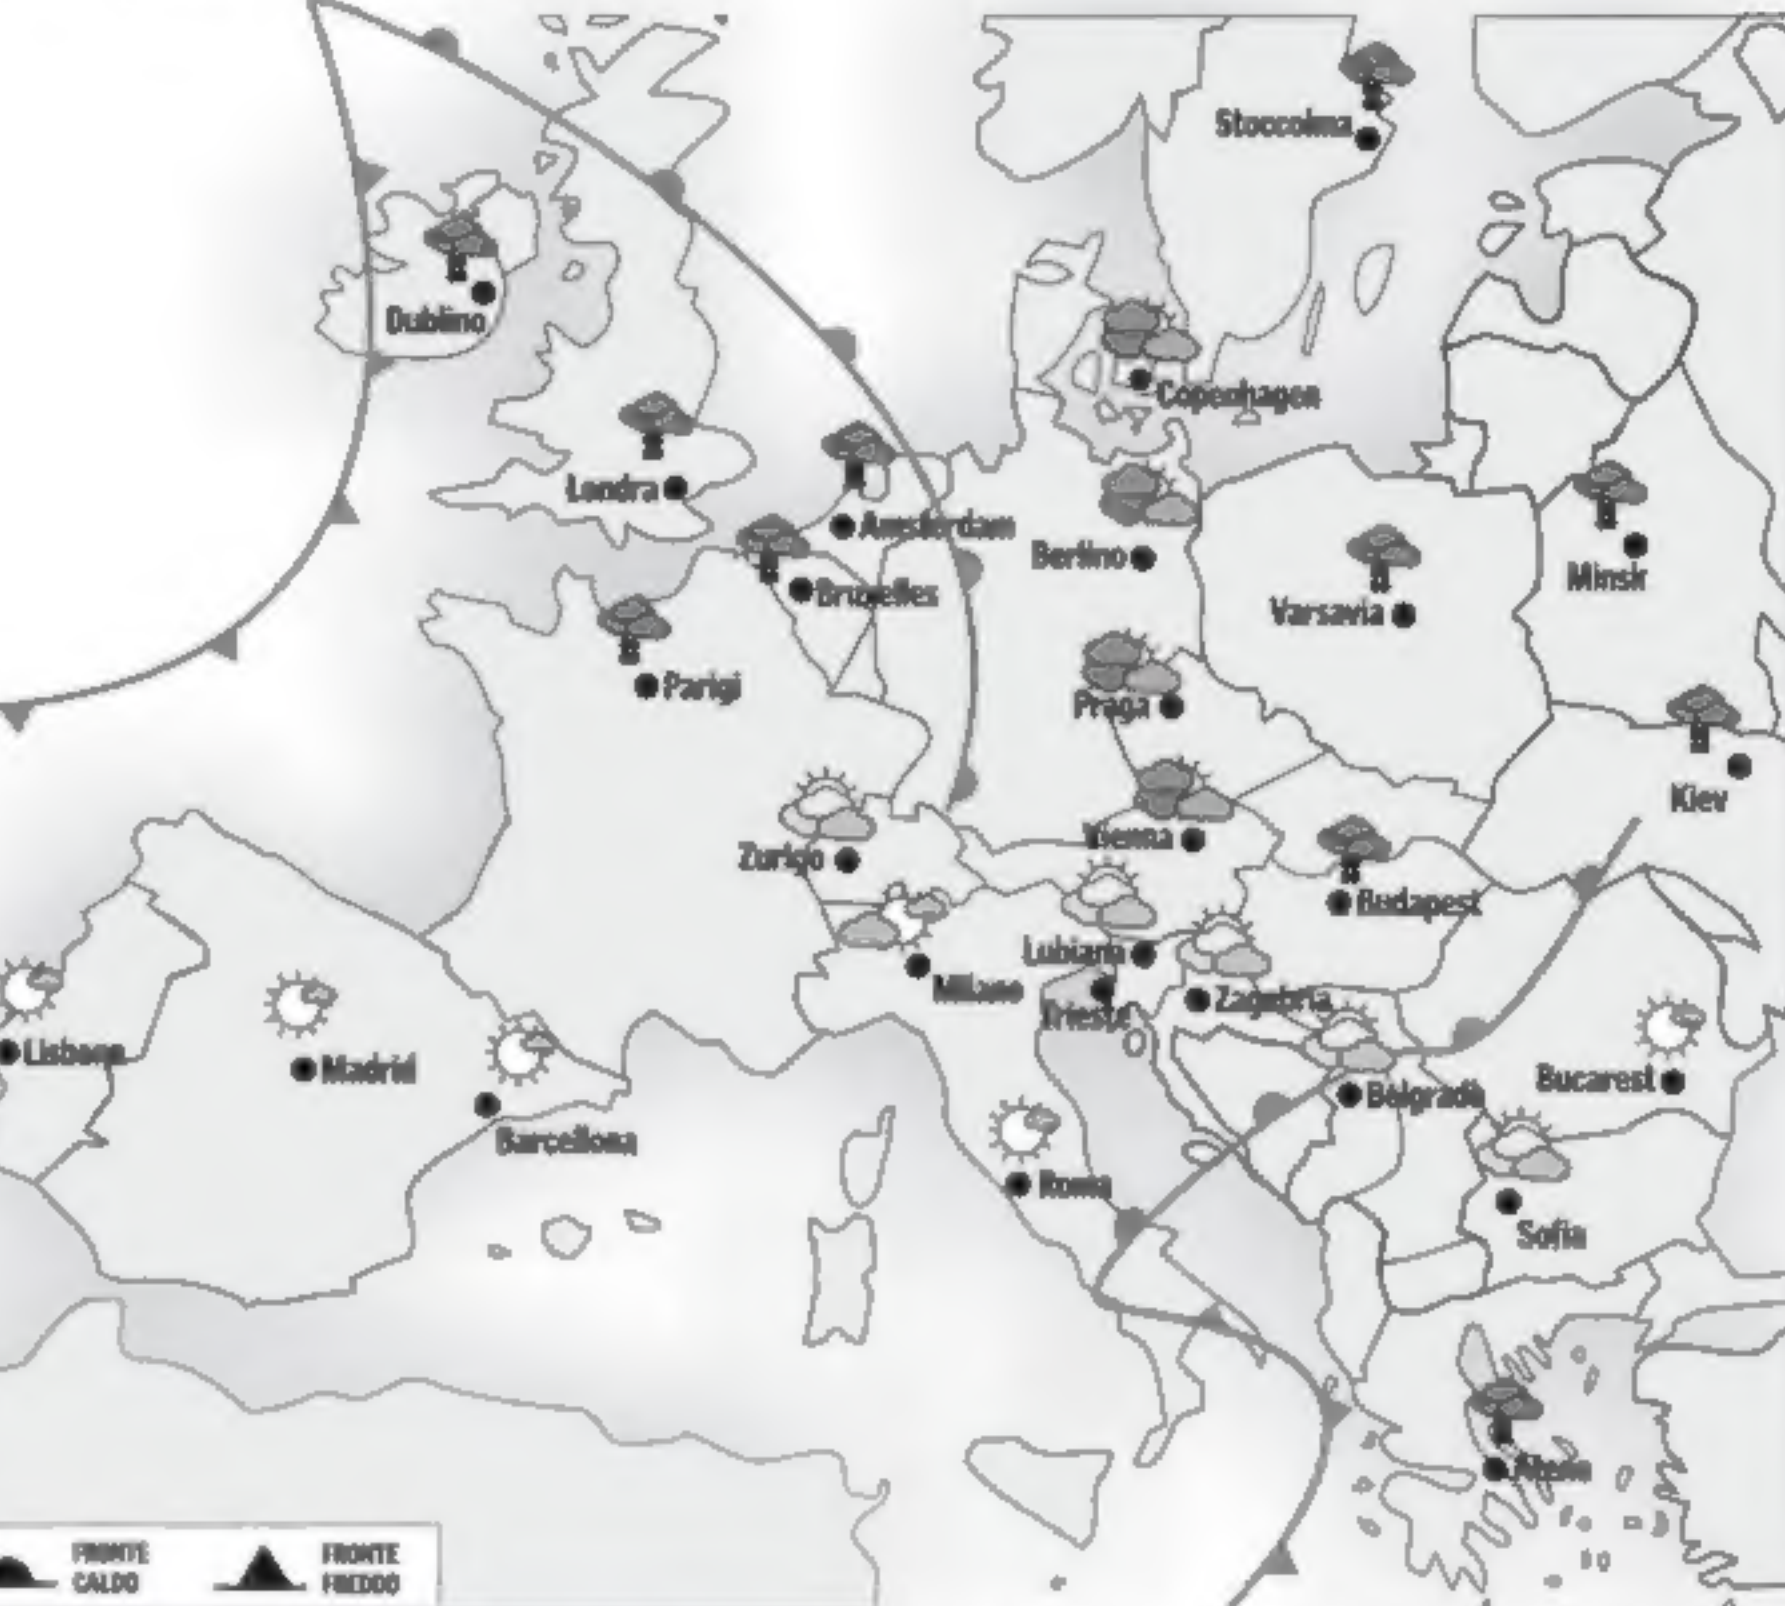 Stoccolma
Dublino
Copenhagen
Londra
Amsterdam
Berlino
Minsk
Bruxelles
Varsavia
Parigi
Praga
Kiev
Vienna
Zurigo
Budapest
Lubiana
Milano
Zagabria
Trieste
Lisbona
Madrid
Bucarest
Belgrado
Barcellona
Roma
Sofia
Atene
FRONTE
CALDO
FRONTE
FREDDO